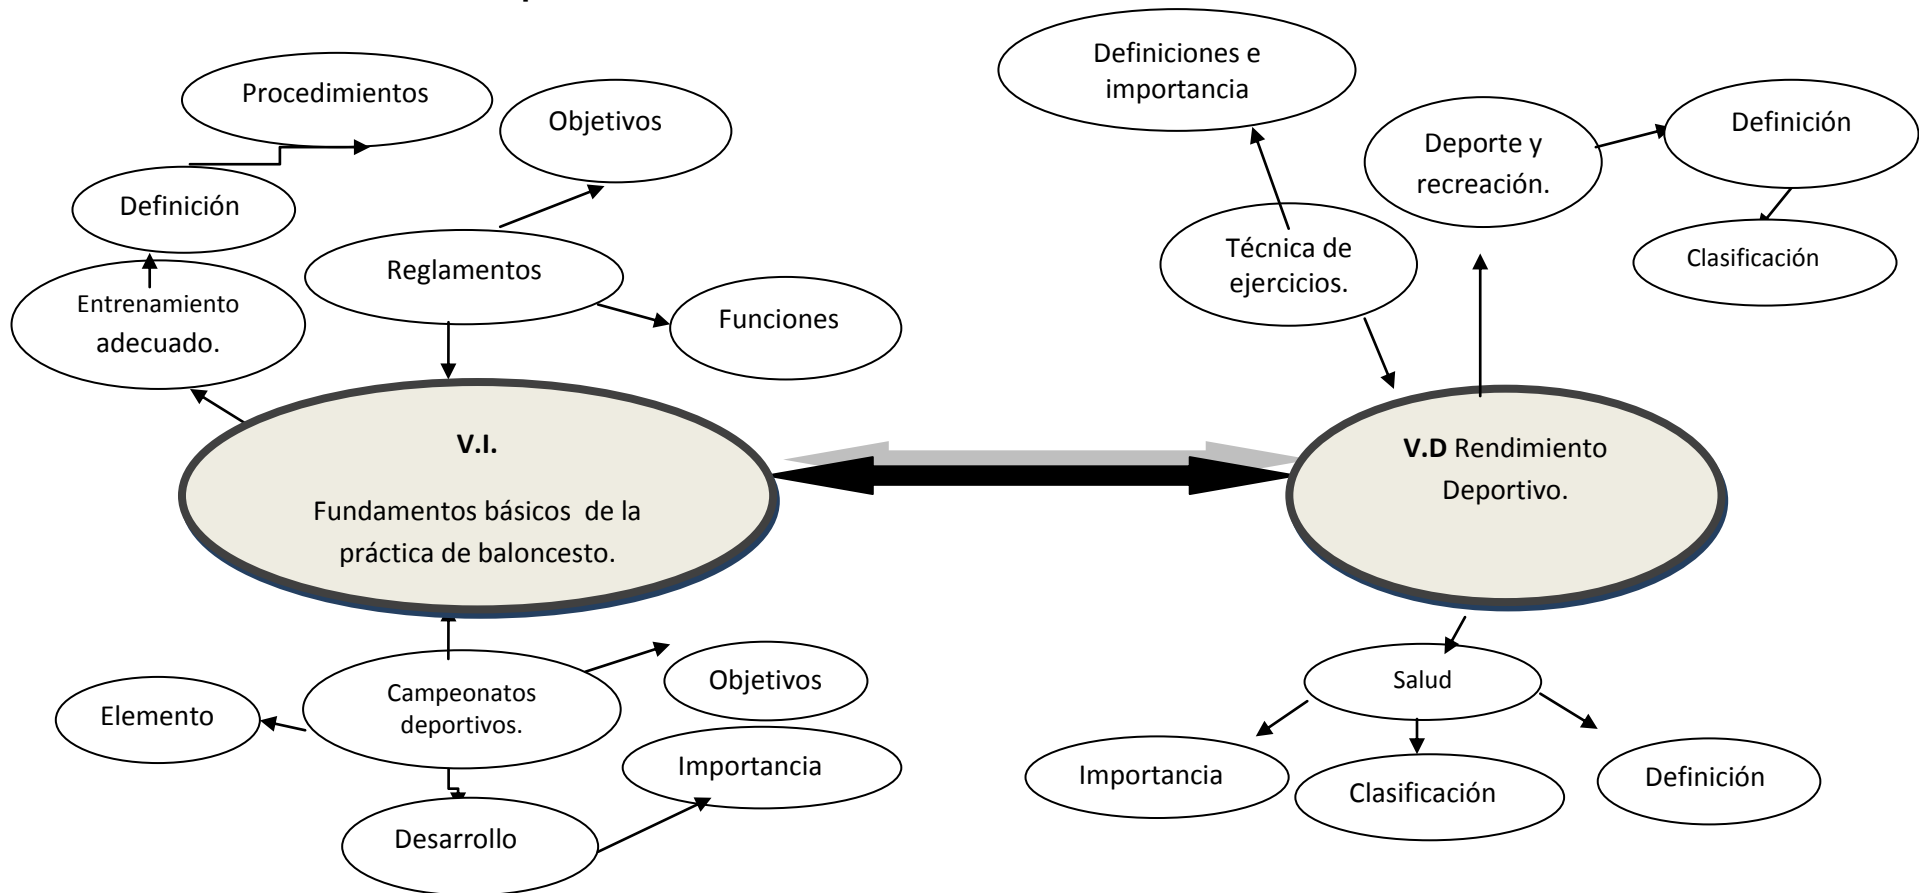 Procedimientos
Objetivos
Definición
Reglamentos
Entrenamiento
adecuado.
Funciones
V.I.
Fundamentos básicos  de la
práctica de baloncesto.
Campeonatos
deportivos.
Objetivos
Elemento
Importancia
Desarrollo
Definiciones e
importancia
Deporte y
recreación.
Definición
Técnica de
ejercicios.
Clasificación
V.D Rendimiento
Deportivo.
Salud
Importancia
Clasificación
Definición